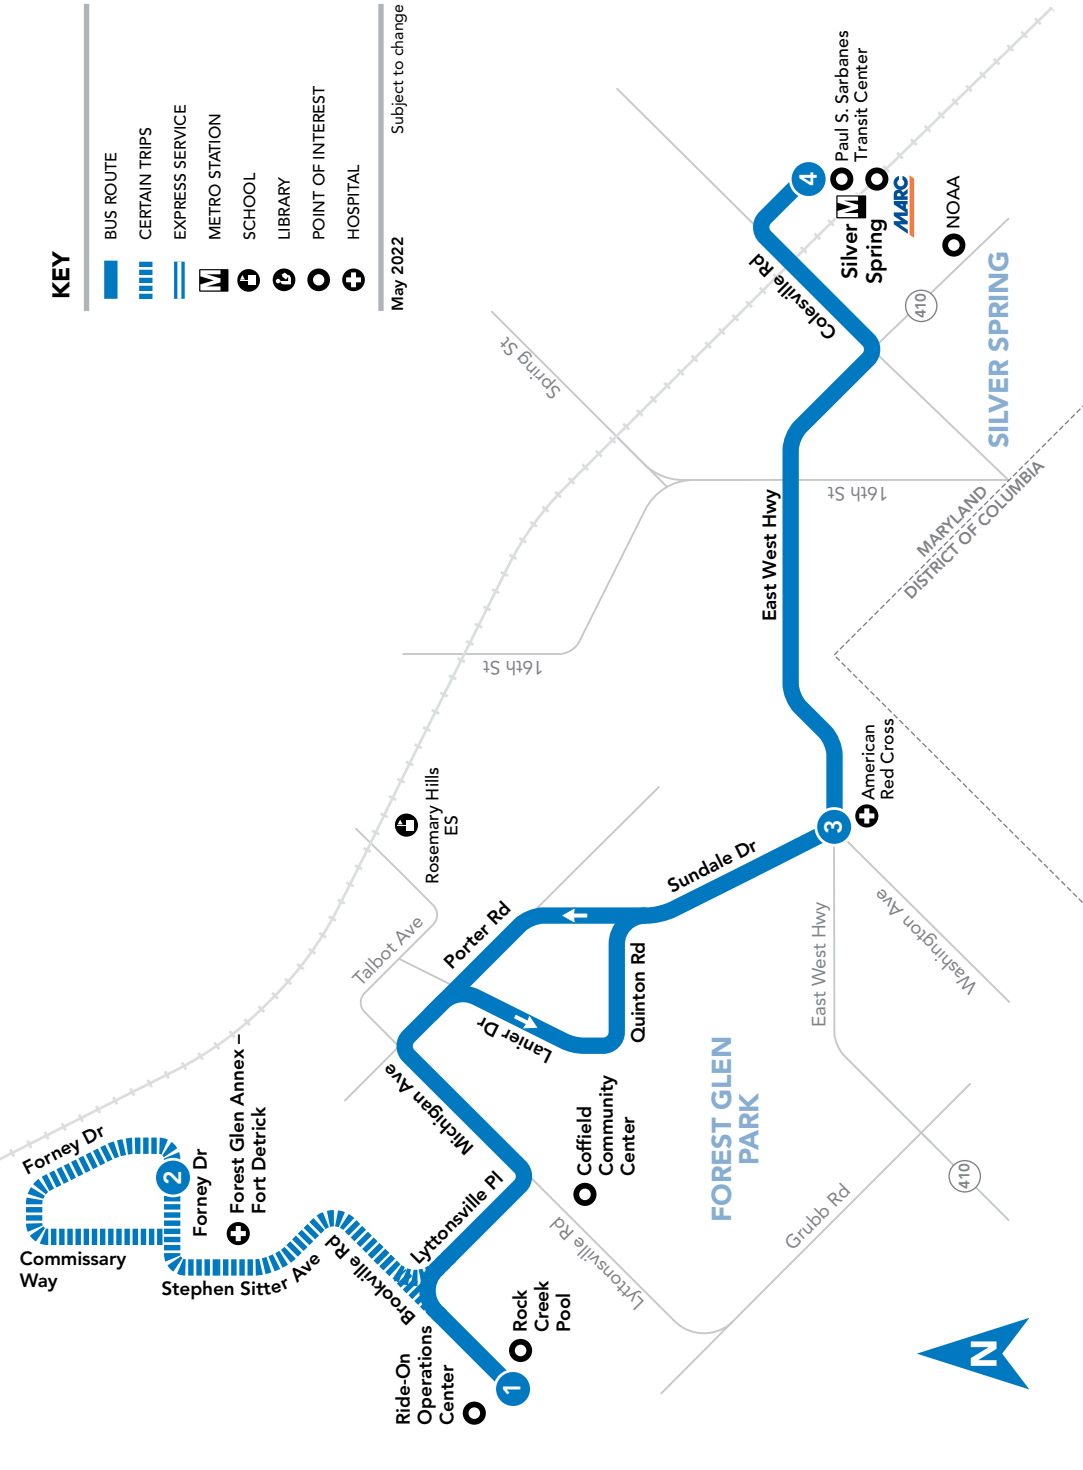 KEY
BUS ROUTE
CERTAIN TRIPS
EXPRESS SERVICE
M METRO STATION
SCHOOL
LIBRARY
POINT OF INTEREST
HOSPITAL
May 2022 Subject to change
Forney Dr
Commissary
Way
2
Forney Dr
Forest Glen Annex –
Fort Detrick
Stephen Sitter Ave
Brookville Rd
Lyttonsville Pl
Ride-On
Operations
Center
1
Rock
Creek
Pool
Michigan Ave
Talbot Ave
Porter Rd
Rosemary Hills
ES
Lanier Dr
Quinton Rd
Coffield
Community
Center
Lyttonsville Rd
Grubb Rd
FOREST GLEN
PARK
410
Sundale Dr
3
American
Red Cross
East West Hwy
Washington Ave
16th St
East West Hwy
16th St
Spring St
Colesville Rd
4
Paul S. Sarbanes
Transit Center
Silver M
Spring
MARC
NOAA
410
SILVER SPRING
MARYLAND
DISTRICT OF COLUMBIA
N